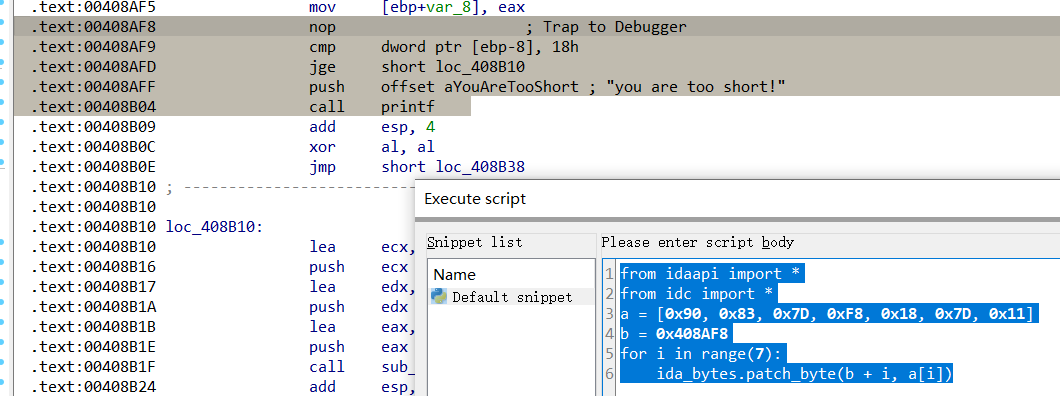 .text:00408AF5 mov [ebp+var_8], eax
.text:00408AF8 nop ; Trap to Debugger
.text:00408AF9 cmp dword ptr [ebp-8], 18h
.text:00408AFD jge short loc_408B10
.text:00408AFF push offset aYouAreTooShort ; "you are too short!"
.text:00408B04 call printf
.text:00408B09 add esp, 4
.text:00408B0C xor al, al
.text:00408B0E jmp short loc_408B38
.text:00408B10 ; ---------------------------
.text:00408B10
.text:00408B10 loc_408B10:
.text:00408B10 lea ecx,
.text:00408B16 push ecx
.text:00408B17 lea edx,
.text:00408B1A push edx
.text:00408B1B lea eax,
.text:00408B1E push eax
.text:00408B1F call sub_
.text:00408B24 add esp,
Execute script
Snippet list
Name
Default snippet
Please enter script body
1 from idaapi import *
2 from idc import *
3 a = [0x90, 0x83, 0x7D, 0xF8, 0x18, 0x7D, 0x11]
4 b = 0x408AF8
5 for i in range(7):
6 ida_bytes.patch_byte(b + i, a[i])